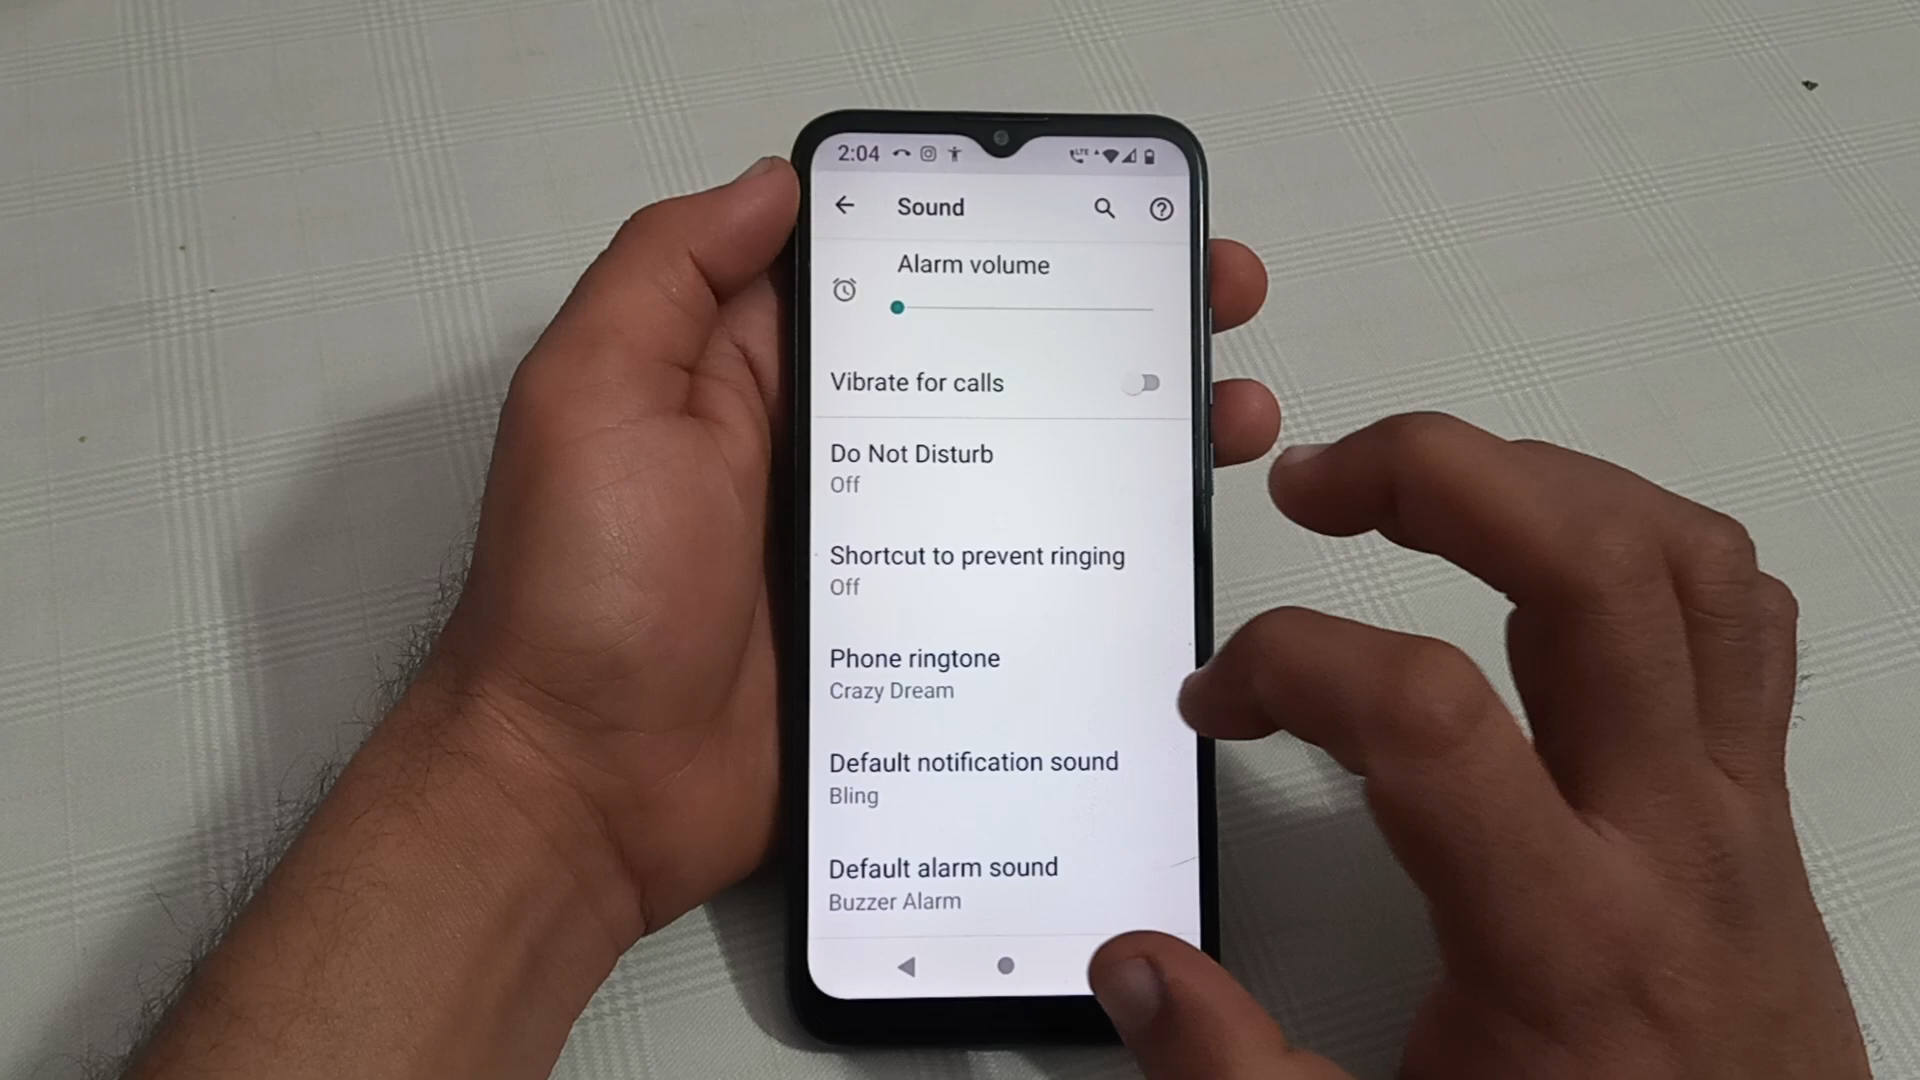 2:04 LTE
Sound
Alarm volume
Vibrate for calls
Do Not Disturb
Off
Shortcut to prevent ringing
Off
Phone ringtone
Crazy Dream
Default notification sound
Bling
Default alarm sound
Buzzer Alarm